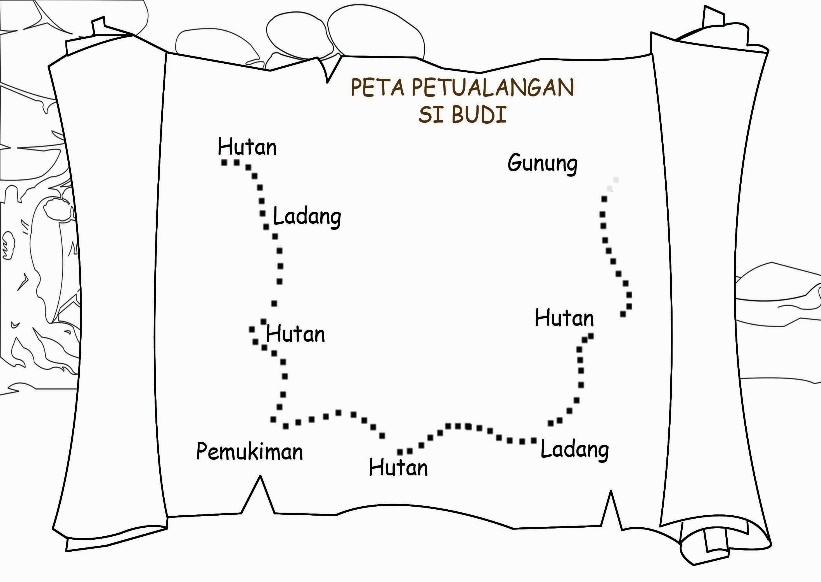 PETA PETUALANGAN
SI BUDI
Hutan
Gunung
Ladang
Hutan
Hutan
Pemukiman
Ladang
Hutan